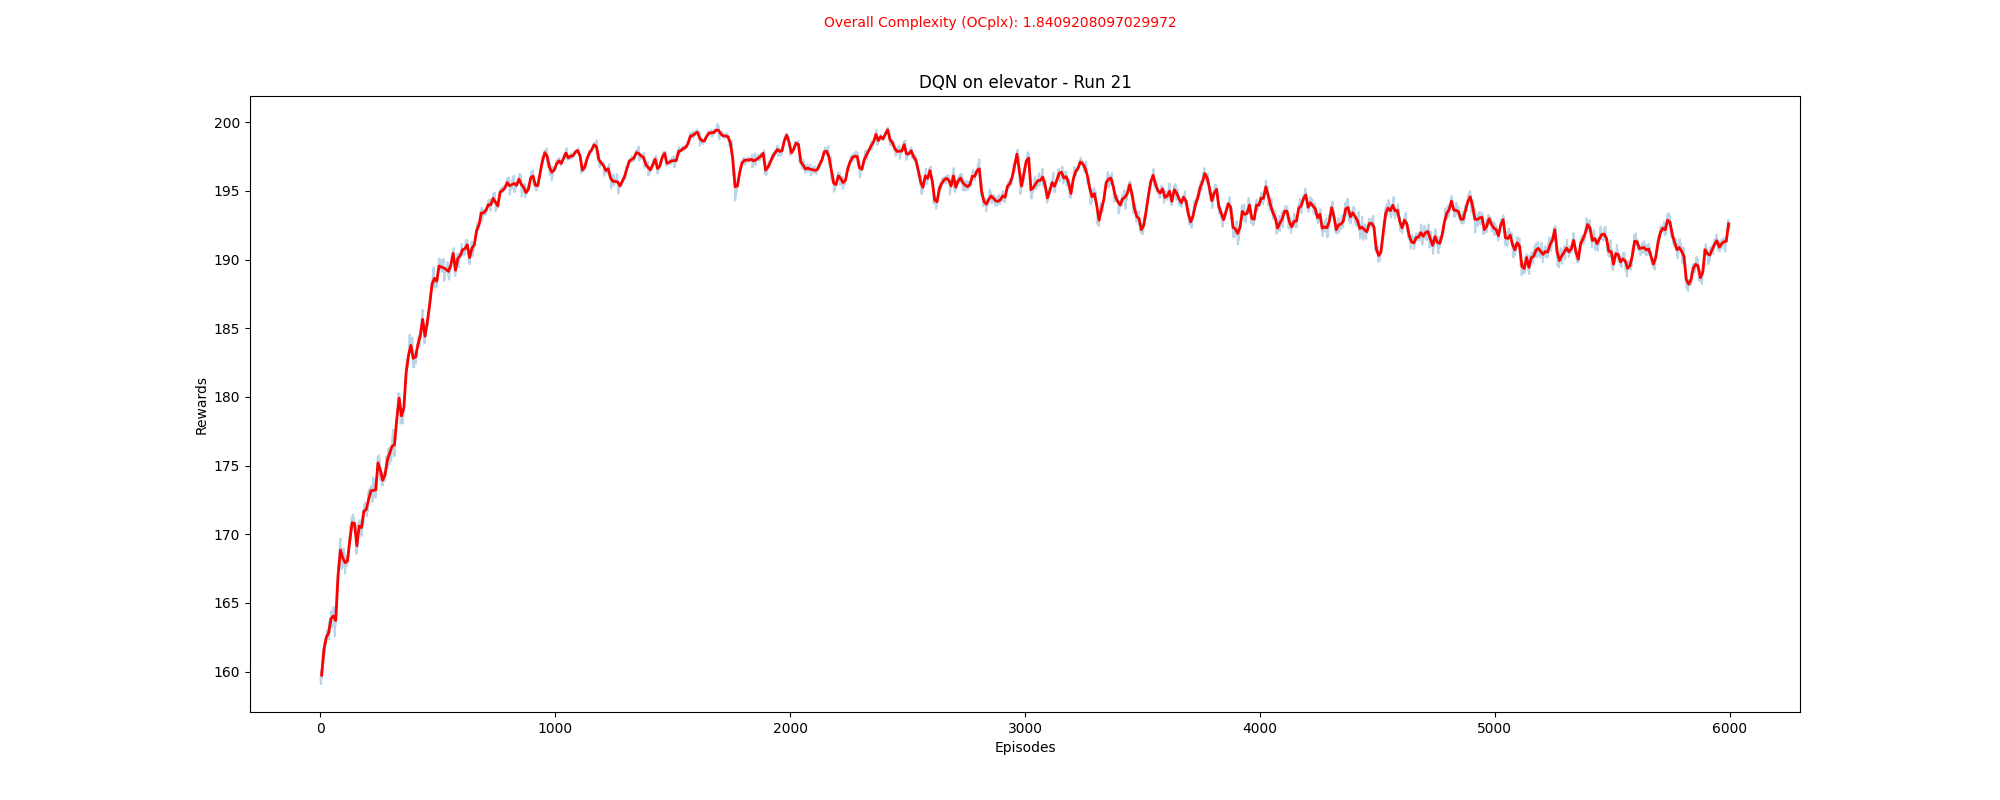 Overall Complexity (OCplx): 1.8409208097029972
DQN on elevator - Run 21
200
195
190
185
180
175
170
165
160
Rewards
0 1000 2000 3000 4000 5000 6000
Episodes